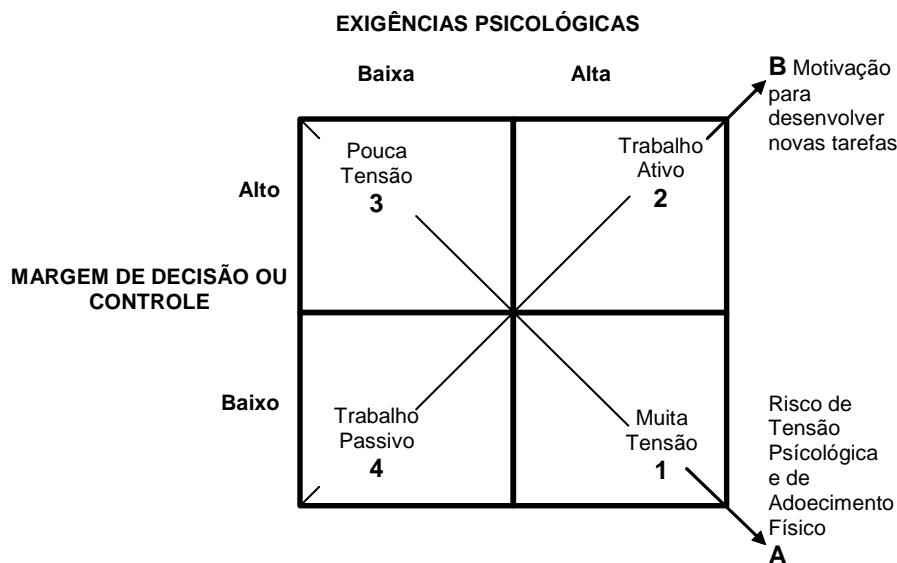 EXIGÊNCIAS PSICOLÓGICAS
Baixa
Alta
B Motivação
para
desenvolver
novas tarefas
Pouca
Tensão
3
Trabalho
Ativo
2
Alto
MARGEM DE DECISÃO OU
CONTROLE
Baixo
Trabalho
Passivo
4
Muita
Tensão
1
Risco de
Tensão
Psícológica
e de
Adoecimento
Físico
A